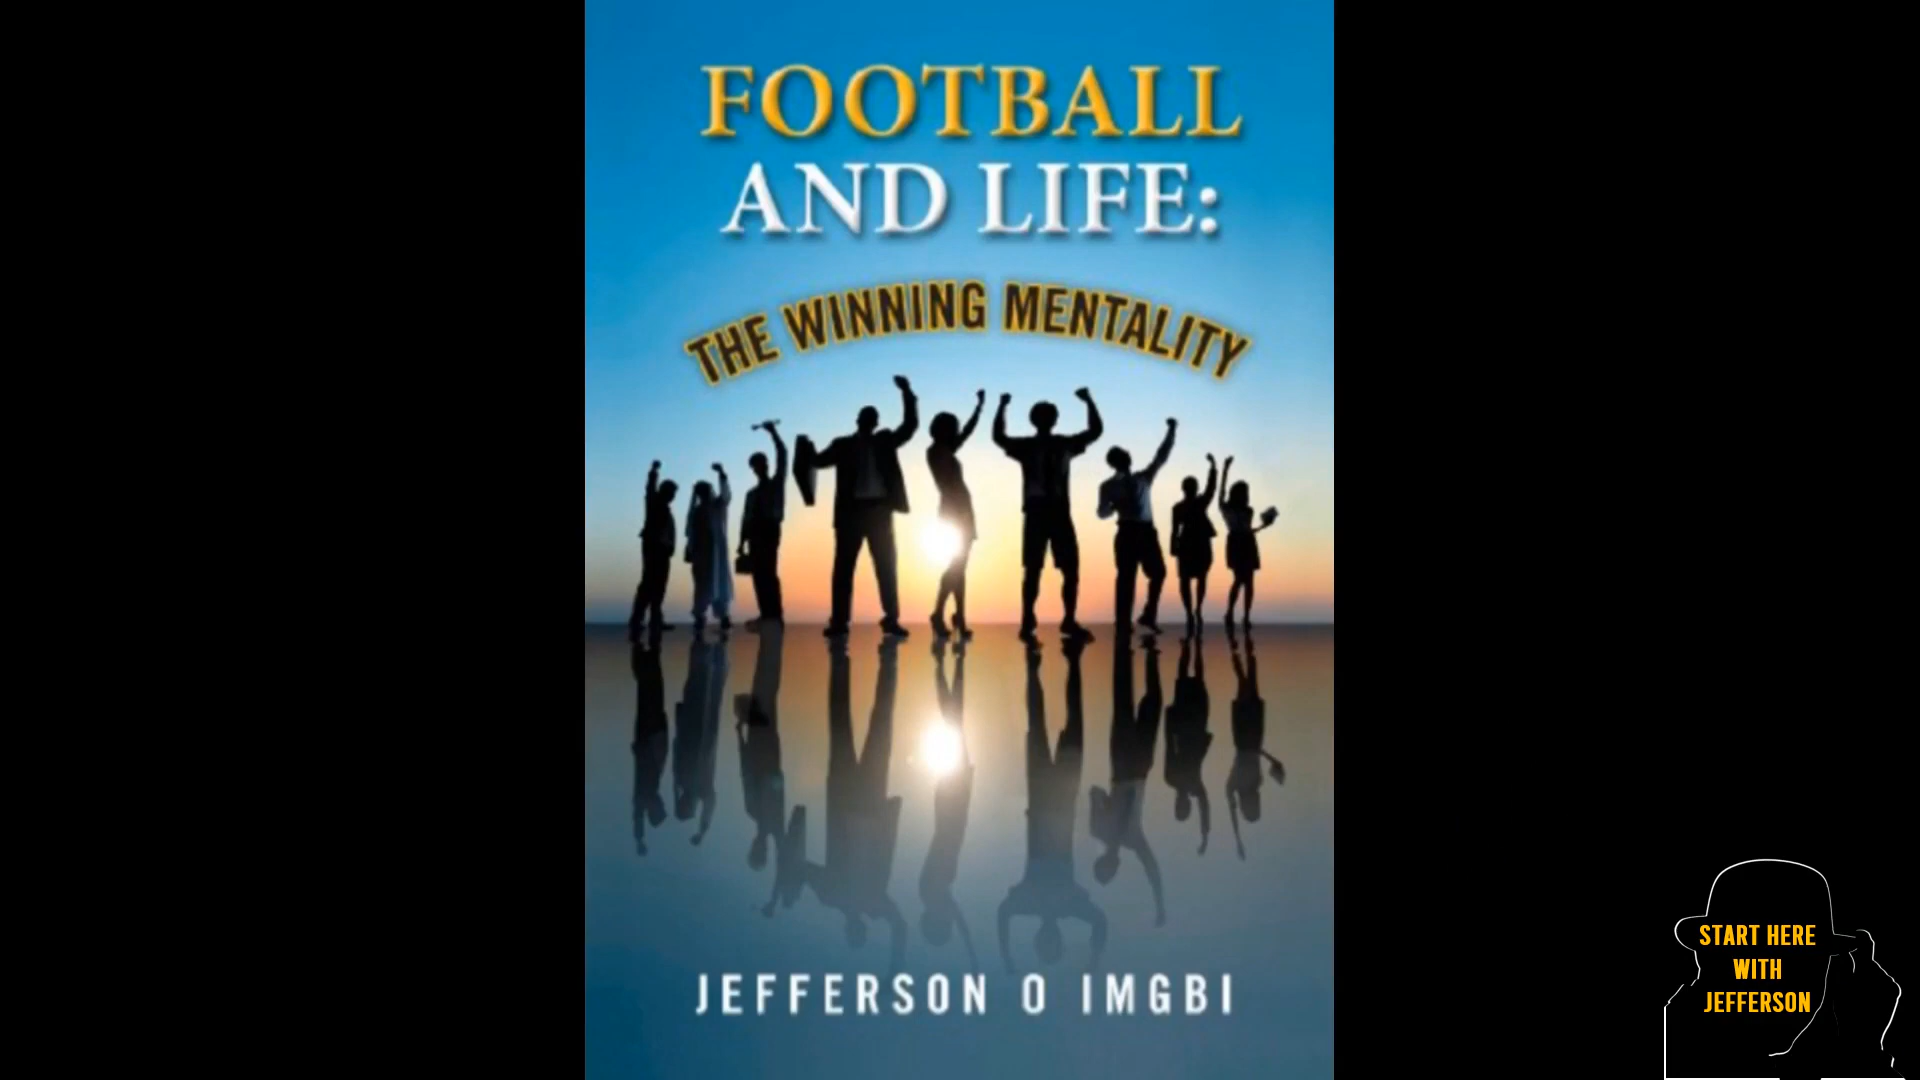 FOOTBALL
AND LIFE:
THE WINNING MENTALITY
JEFFERSON O IMGBI
START HERE
WITH
JEFFERSON